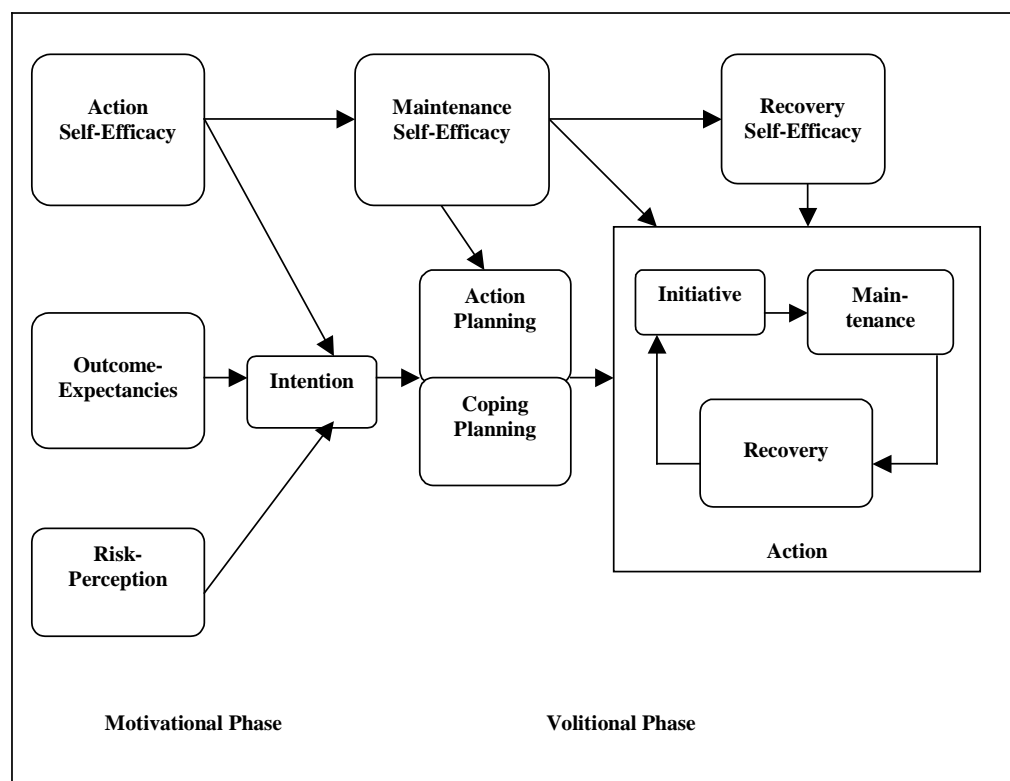 Action
Self-Efficacy
Maintenance
Self-Efficacy
Recovery
Self-Efficacy
Action
Planning
Initiative
Main-
tenance
Outcome-
Expectancies
Intention
Coping
Planning
Recovery
Action
Risk-
Perception
Motivational Phase
Volitional Phase